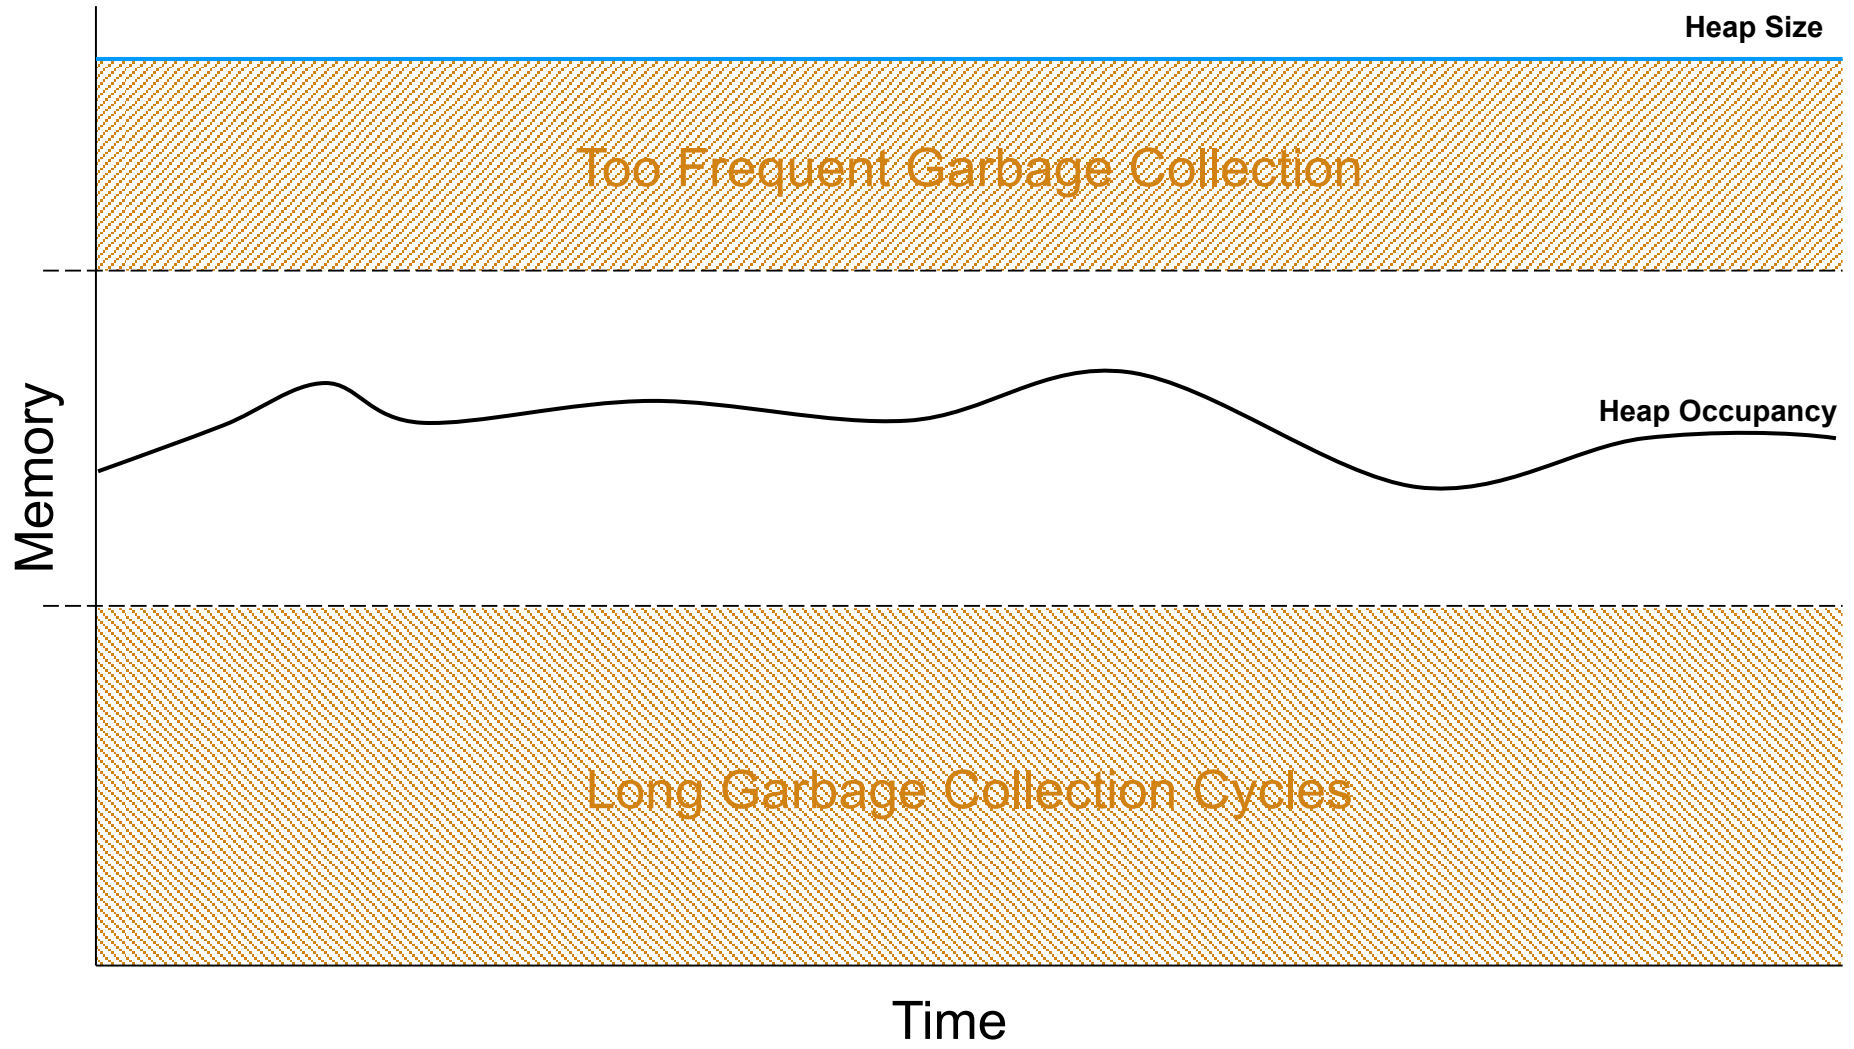 Heap Size
Too Frequent Garbage Collection
Memory
Heap Occupancy
Long Garbage Collection Cycles
Time